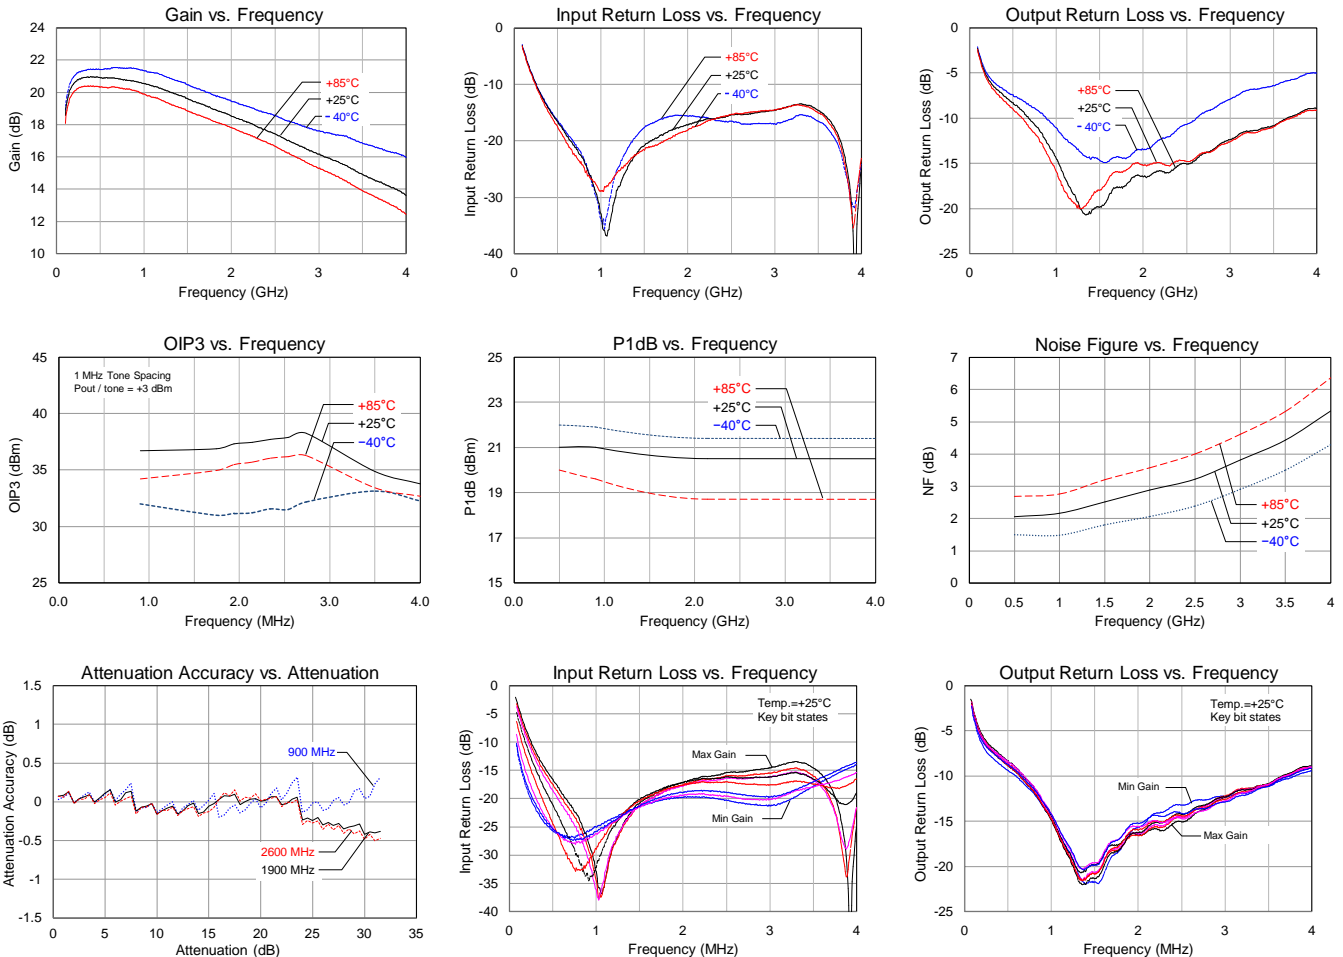 Gain vs. Frequency
24
22
20
18
16
14
12
10
Gain (dB)
+85°C
+25°C
−40°C
0 1 2 3 4
Frequency (GHz)
Input Return Loss vs. Frequency
0
-10
-20
-30
-40
Input Return Loss (dB)
+85°C
+25°C
−40°C
0 1 2 3 4
Frequency (GHz)
Output Return Loss vs. Frequency
0
-5
-10
-15
-20
-25
Output Return Loss (dB)
+85°C
+25°C
−40°C
0 1 2 3 4
Frequency (GHz)
OIP3 vs. Frequency
45
40
35
30
25
OIP3 (dBm)
1 MHz Tone Spacing
Pout / tone = +3 dBm
+85°C
+25°C
−40°C
0.0 1.0 2.0 3.0 4.0
Frequency (MHz)
P1dB vs. Frequency
25
23
21
19
17
15
P1dB (dBm)
+85°C
+25°C
−40°C
0.0 1.0 2.0 3.0 4.0
Frequency (GHz)
Noise Figure vs. Frequency
7
6
5
4
3
2
1
0
NF (dB)
+85°C
+25°C
−40°C
0 0.5 1 1.5 2 2.5 3 3.5 4
Frequency (GHz)
Attenuation Accuracy vs. Attenuation
1.5
1
0.5
0
-0.5
-1
-1.5
Attenuation Accuracy (dB)
900 MHz
2600 MHz
1900 MHz
0 5 10 15 20 25 30 35
Attenuation (dB)
Input Return Loss vs. Frequency
0
-5
-10
-15
-20
-25
-30
-35
-40
Input Return Loss (dB)
Temp.=+25°C
Key bit states
Max Gain
Min Gain
0 1 2 3 4
Frequency (MHz)
Output Return Loss vs. Frequency
0
-5
-10
-15
-20
-25
Output Return Loss (dB)
Temp.=+25°C
Key bit states
Min Gain
Max Gain
0 1 2 3 4
Frequency (MHz)